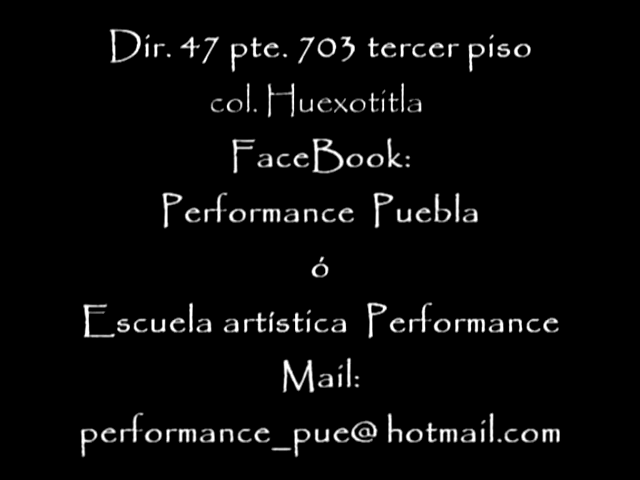 Dir. 47 pte. 703 tercer piso
col. Huexotitla
FaceBook:
Performance Puebla
ó
Escuela artística Performance
Mail:
performance_pue@ hotmail.com